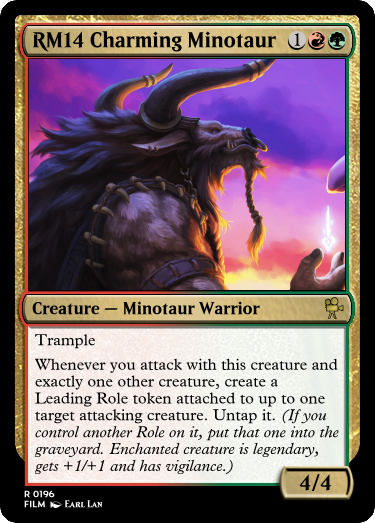 RM14 Charming Minotaur 1
Creature — Minotaur Warrior
Trample
Whenever you attack with this creature and
exactly one other creature, create a
Leading Role token attached to up to one
target attacking creature. Untap it. (If you
control another Role on it, put that one into the
graveyard. Enchanted creature is legendary,
gets +1/+1 and has vigilance.)
4/4
R 0196
FILM EARL LAN